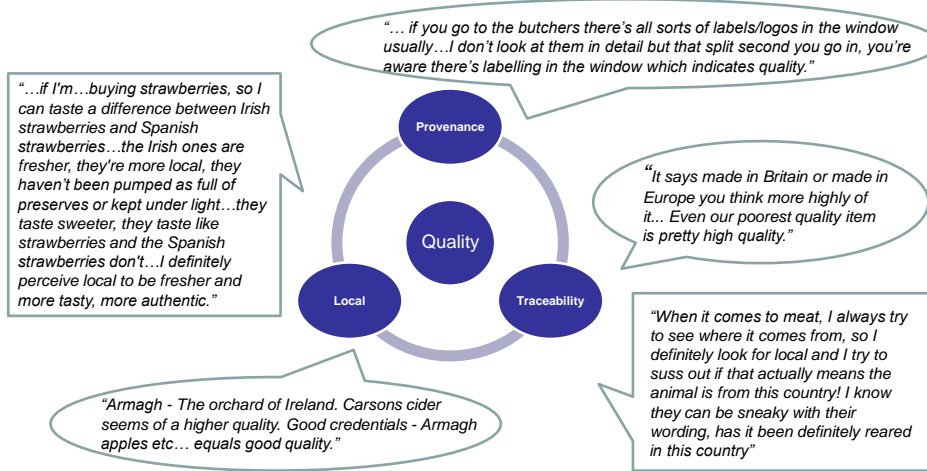 “… if you go to the butchers there’s all sorts of labels/logos in the window
usually…I don’t look at them in detail but that split second you go in, you’re
aware there’s labelling in the window which indicates quality.”
“…if I'm…buying strawberries, so I
can taste a difference between Irish
strawberries and Spanish
strawberries…the Irish ones are
fresher, they're more local, they
haven’t been pumped as full of
preserves or kept under light…they
taste sweeter, they taste like
strawberries and the Spanish
strawberries don't…I definitely
perceive local to be fresher and
more tasty, more authentic.”
Provenance
Quality
Local
Traceability
“It says made in Britain or made in
Europe you think more highly of
it... Even our poorest quality item
is pretty high quality.”
“When it comes to meat, I always try
to see where it comes from, so I
definitely look for local and I try to
suss out if that actually means the
animal is from this country! I know
they can be sneaky with their
wording, has it been definitely reared
in this country”
“Armagh - The orchard of Ireland. Carsons cider
seems of a higher quality. Good credentials - Armagh
apples etc… equals good quality.”